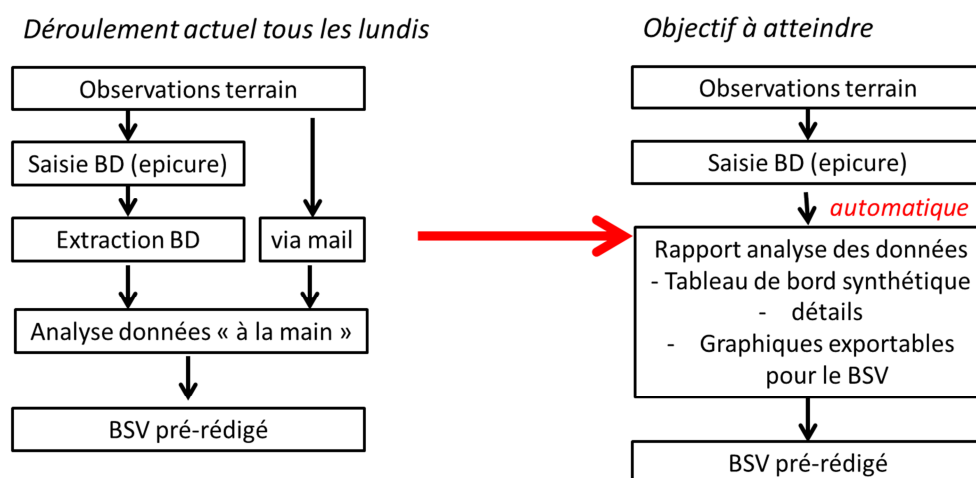 Déroulement actuel tous les lundis
Observations terrain
Saisie BD (epicure)
Extraction BD
via mail
Analyse données « à la main »
BSV pré-rédigé
Objectif à atteindre
Observations terrain
Saisie BD (epicure)
automatique
Rapport analyse des données
- Tableau de bord synthétique
- détails
- Graphiques exportables
pour le BSV
BSV pré-rédigé